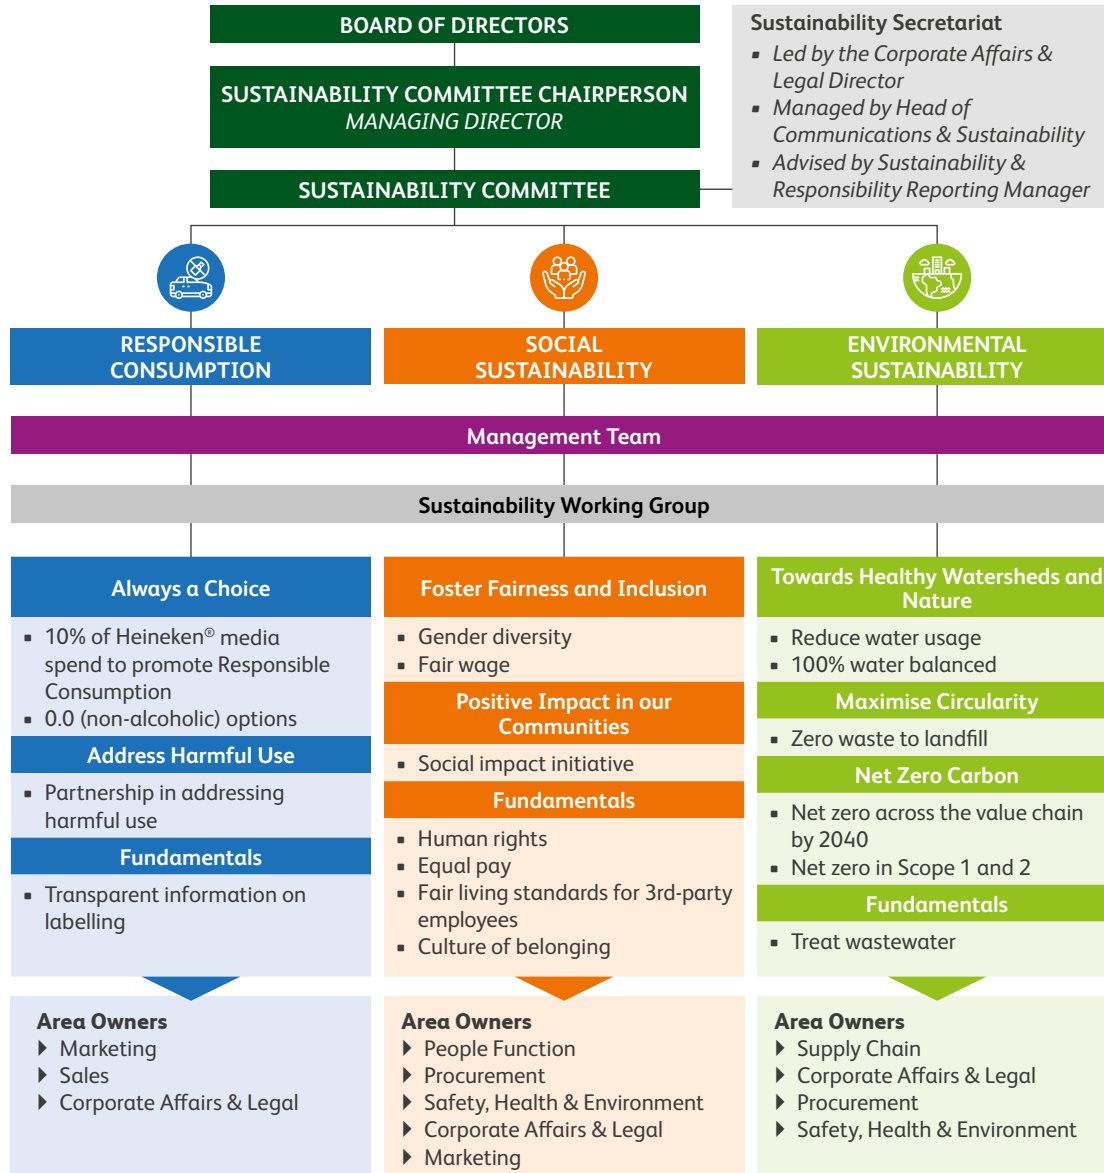 BOARD OF DIRECTORS
SUSTAINABILITY COMMITTEE CHAIRPERSON
MANAGING DIRECTOR
SUSTAINABILITY COMMITTEE
Sustainability Secretariat
▪ Led by the Corporate Affairs &
Legal Director
▪ Managed by Head of
Communications & Sustainability
▪ Advised by Sustainability &
Responsibility Reporting Manager
RESPONSIBLE
CONSUMPTION
SOCIAL
SUSTAINABILITY
ENVIRONMENTAL
SUSTAINABILITY
Management Team
Sustainability Working Group
Always a Choice
▪ 10% of Heineken® media
spend to promote Responsible
Consumption
▪ 0.0 (non-alcoholic) options
Address Harmful Use
▪ Partnership in addressing
harmful use
Fundamentals
▪ Transparent information on
labelling
Area Owners
Marketing
Sales
Corporate Affairs & Legal
Foster Fairness and Inclusion
▪ Gender diversity
▪ Fair wage
Positive Impact in our
Communities
▪ Social impact initiative
Fundamentals
▪ Human rights
▪ Equal pay
▪ Fair living standards for 3rd-party
employees
▪ Culture of belonging
Area Owners
People Function
Procurement
Safety, Health & Environment
Corporate Affairs & Legal
Marketing
Towards Healthy Watersheds and
Nature
▪ Reduce water usage
▪ 100% water balanced
Maximise Circularity
▪ Zero waste to landfill
Net Zero Carbon
▪ Net zero across the value chain
by 2040
▪ Net zero in Scope 1 and 2
Fundamentals
▪ Treat wastewater
Area Owners
Supply Chain
Corporate Affairs & Legal
Procurement
Safety, Health & Environment